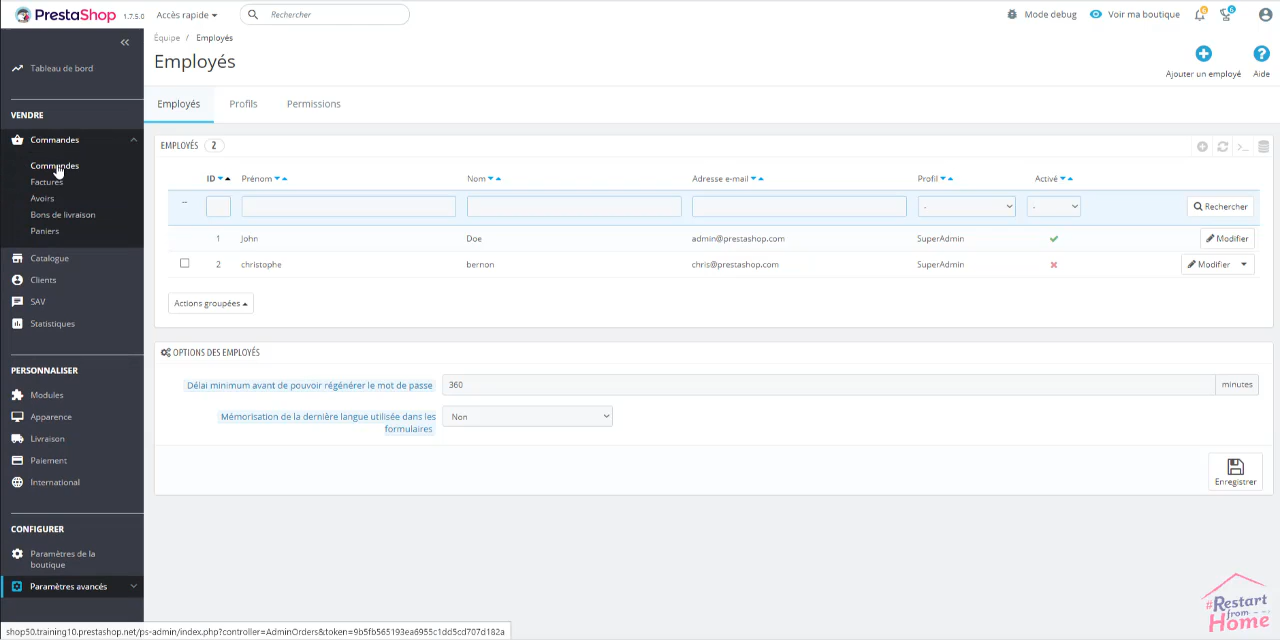 PrestaShop 1.7.5.0 Accès rapide Rechercher Mode debug Voir ma boutique 6 6
Équipe / Employés
Employés
Ajouter un employé Aide
Employés Profils Permissions
Tableau de bord
VENDRE
Commandes
Commandes
Factures
Avoirs
Bons de livraison
Paniers
Catalogue
Clients
SAV
Statistiques
PERSONNALISER
Modules
Apparence
Livraison
Paiement
International
CONFIGURER
Paramètres de la
boutique
Paramètres avancés
EMPLOYÉS 2
ID Prénom Nom Adresse e-mail Profil Activé
-- - - Rechercher
1 John Doe admin@prestashop.com SuperAdmin Modifier
2 christophe bernon chris@prestashop.com SuperAdmin Modifier
Actions groupées
OPTIONS DES EMPLOYÉS
Délai minimum avant de pouvoir régénérer le mot de passe 360 minutes
Mémorisation de la dernière langue utilisée dans les Non
formulaires
Enregistrer
#Restart
from
Home
shop50.training10.prestashop.net/ps-admin/index.php?controller=AdminOrders&token=9b5fb565193ea6955c1dd5cd707d182a